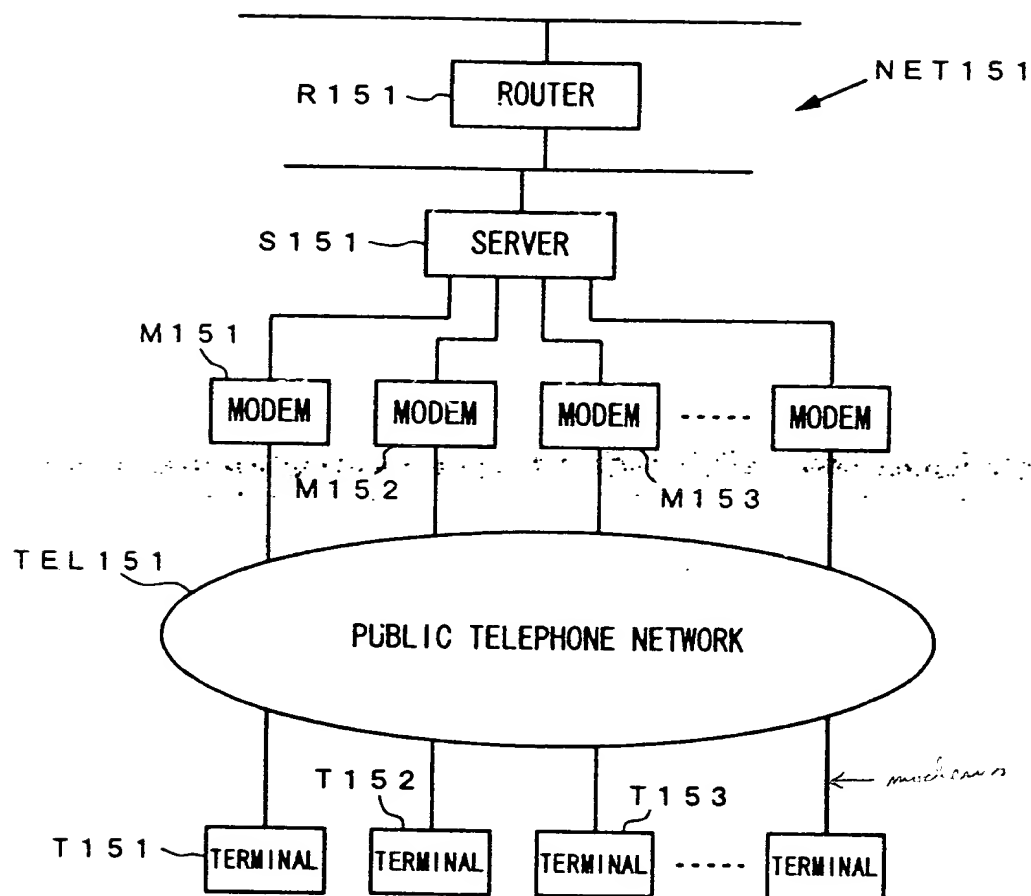 NET151
R151 ROUTER
S151 SERVER
M151
MODEM MODEM MODEM ----- MODEM
M152 M153
TEL151
PUBLIC TELEPHONE NETWORK
T152 T153
T151 TERMINAL TERMINAL TERMINAL ----- TERMINAL